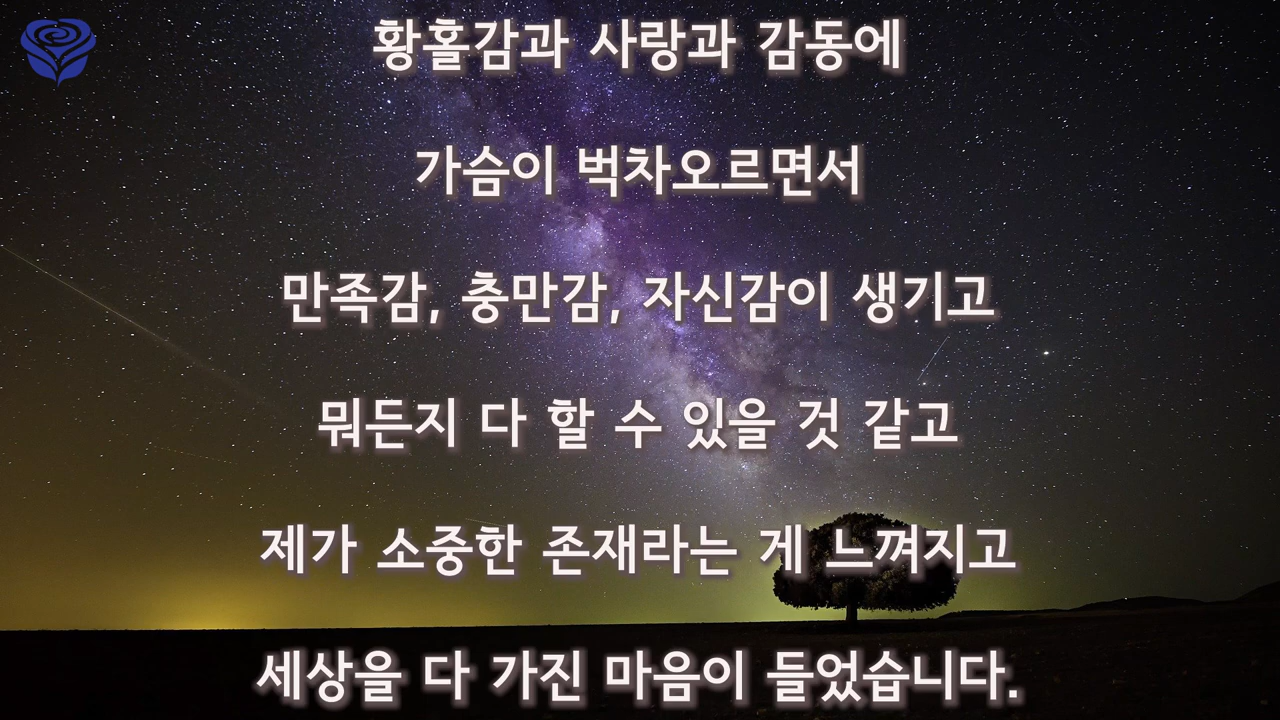 황홀감과 사랑과 감동에
가슴이 벅차오르면서
만족감, 충만감, 자신감이 생기고
뭐든지 다 할 수 있을 것 같고
제가 소중한 존재라는 게 느껴지고
세상을 다 가진 마음이 들었습니다.